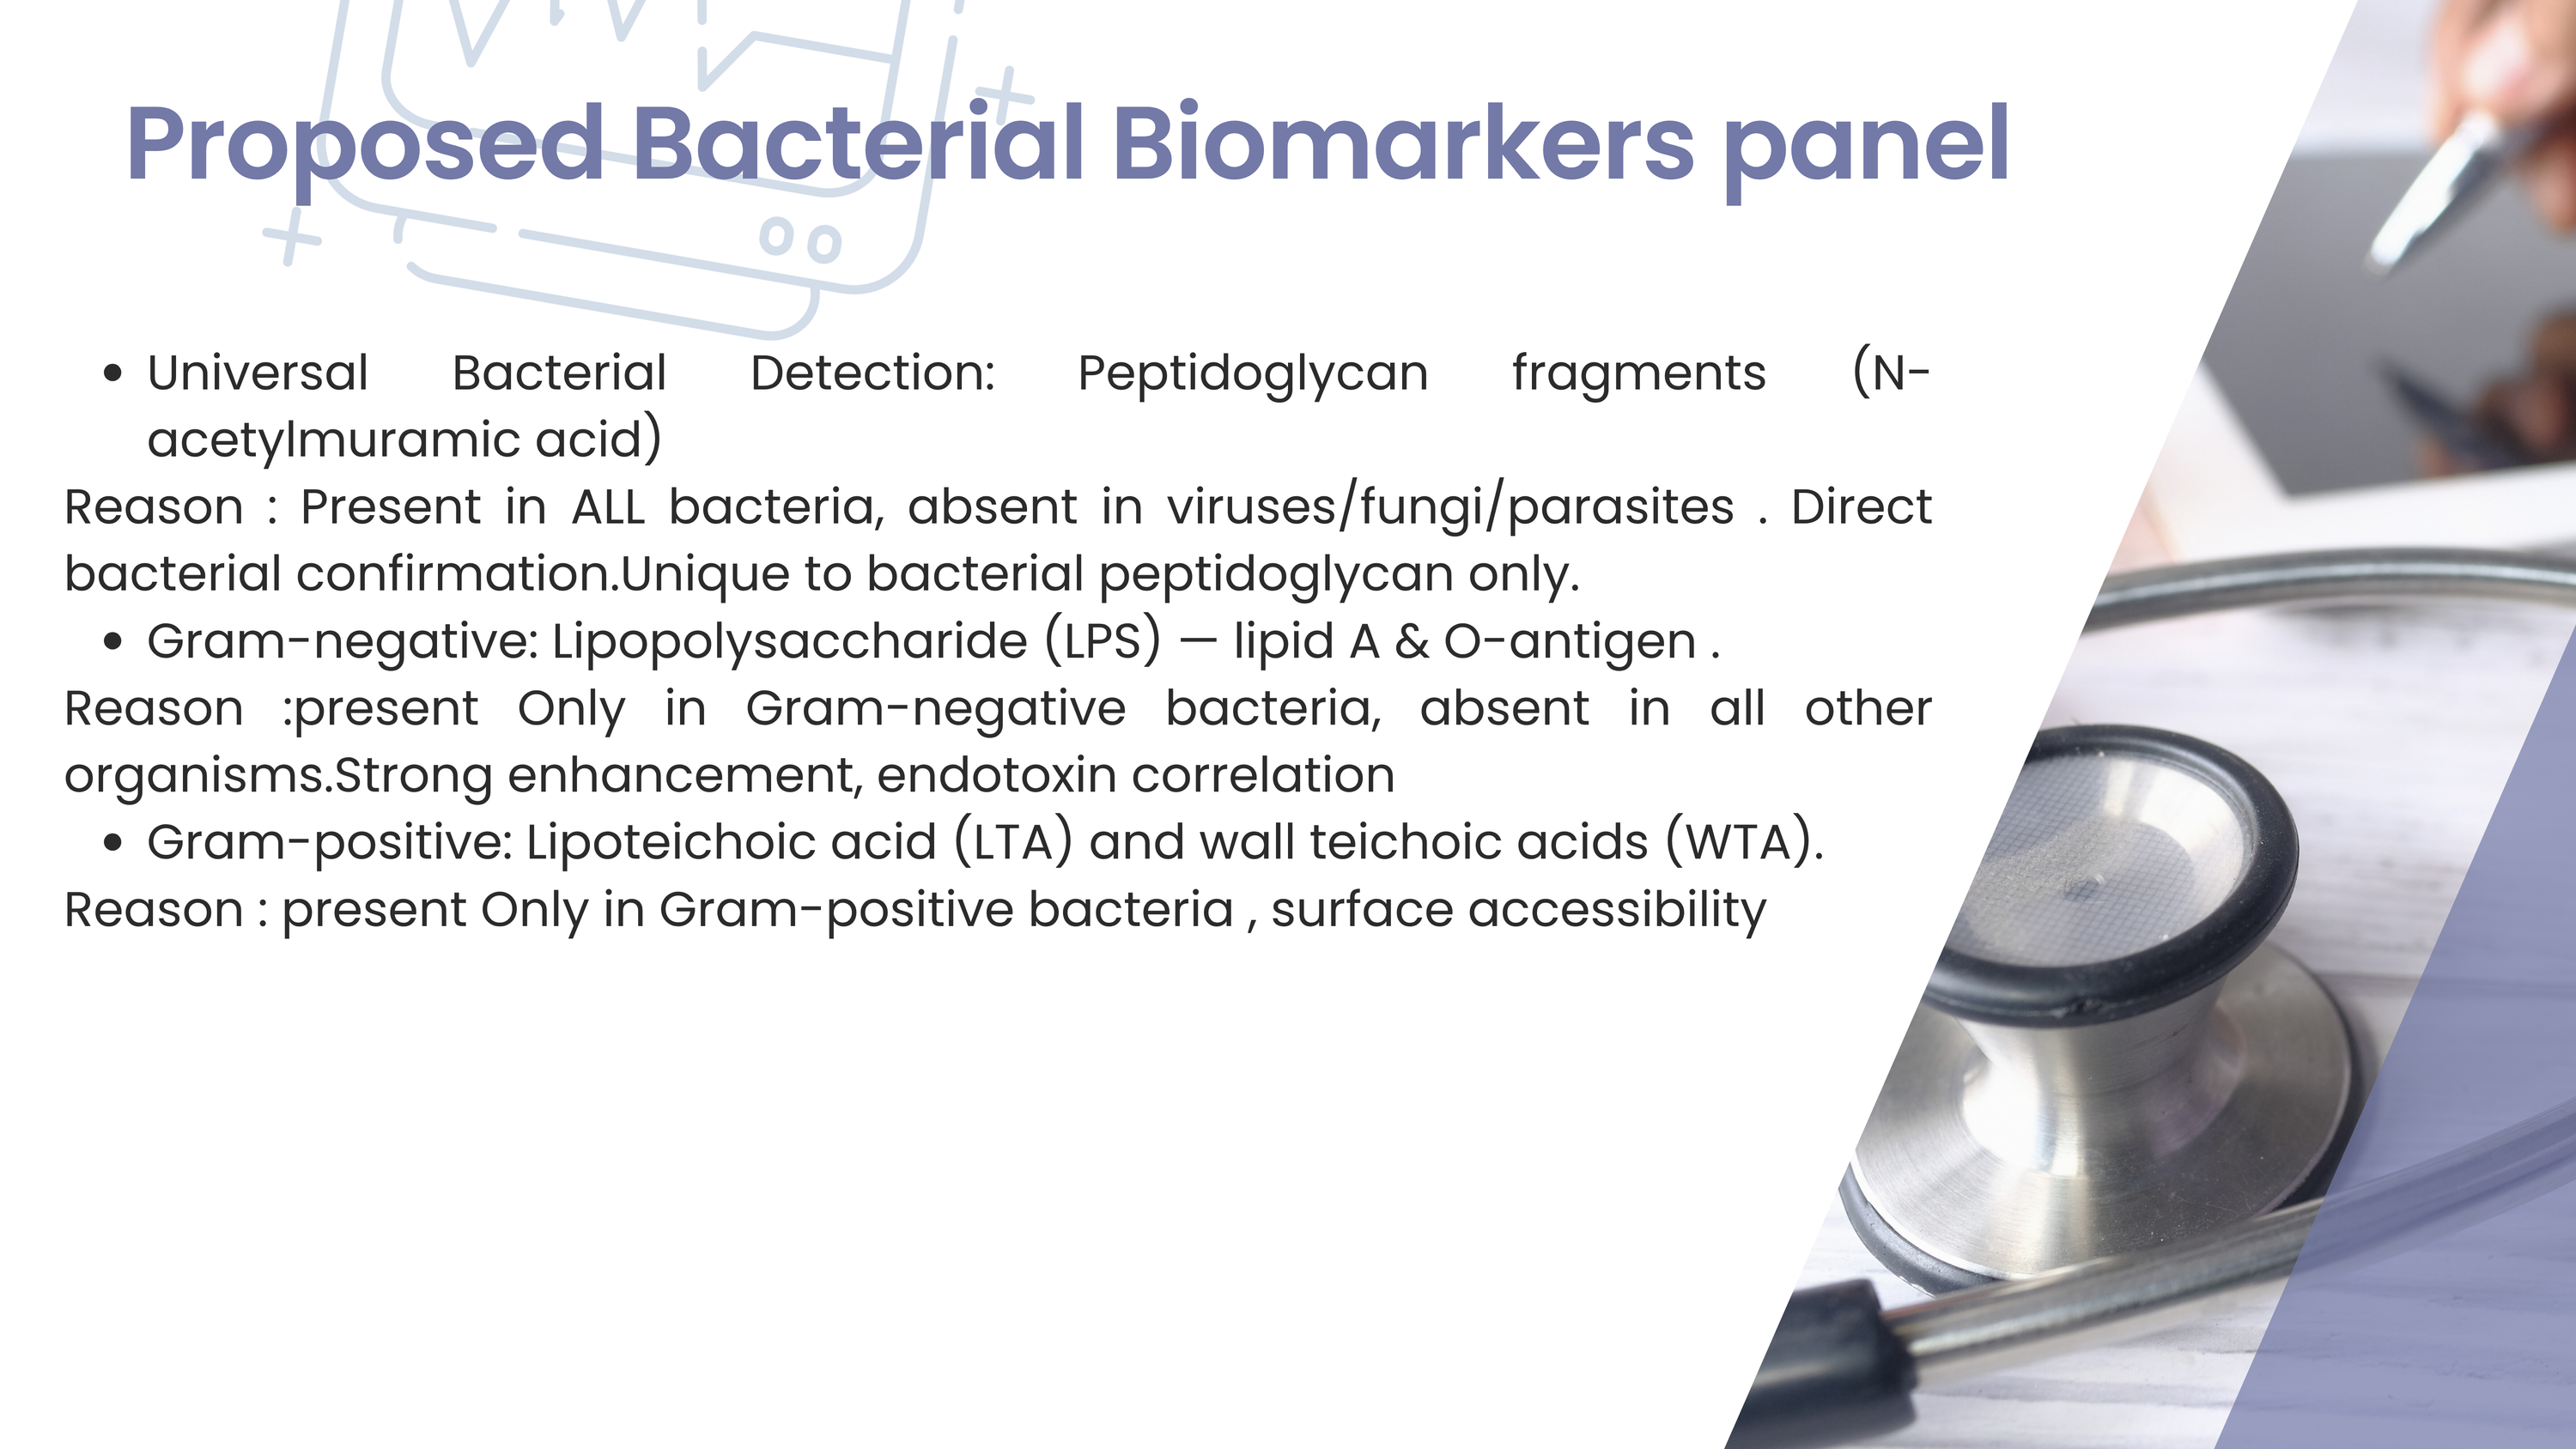 Proposed Bacterial Biomarkers panel
• Universal Bacterial Detection: Peptidoglycan fragments (N-
acetylmuramic acid)
Reason : Present in ALL bacteria, absent in viruses/fungi/parasites . Direct
bacterial confirmation.Unique to bacterial peptidoglycan only.
• Gram-negative: Lipopolysaccharide (LPS) — lipid A & O-antigen .
Reason :present Only in Gram-negative bacteria, absent in all other
organisms.Strong enhancement, endotoxin correlation
• Gram-positive: Lipoteichoic acid (LTA) and wall teichoic acids (WTA).
Reason : present Only in Gram-positive bacteria , surface accessibility